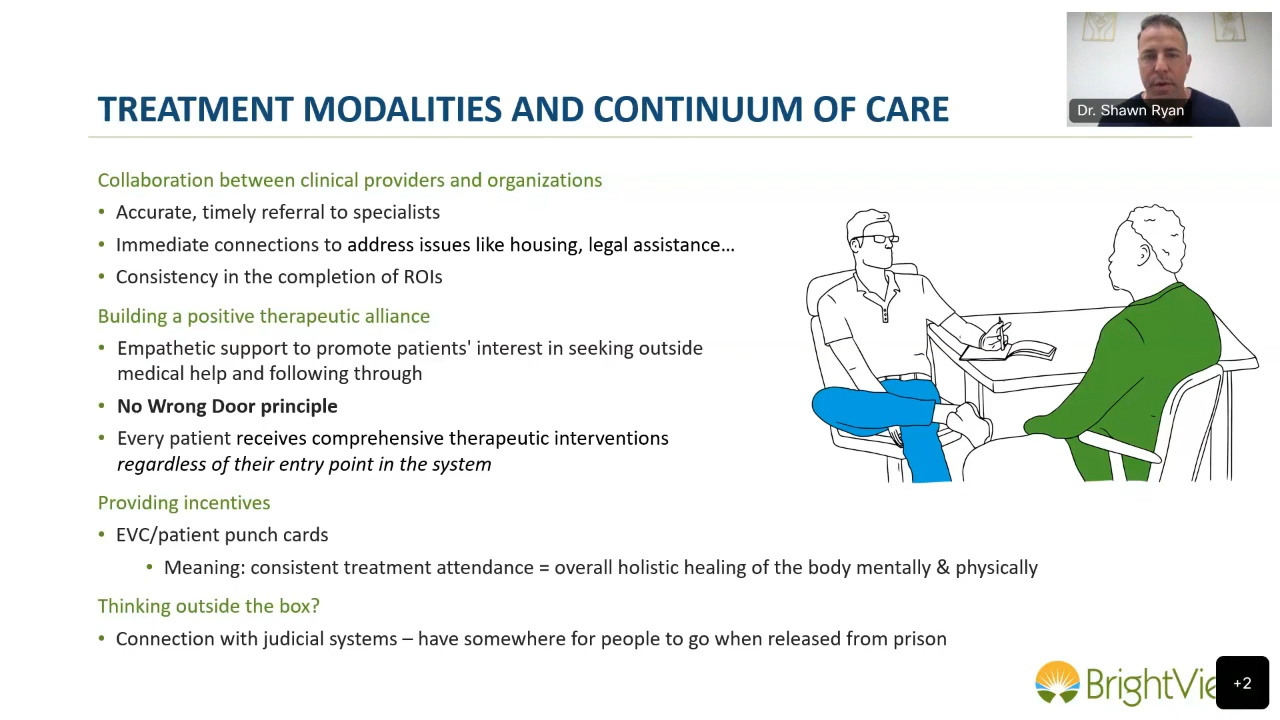 Dr. Shawn Ryan
TREATMENT MODALITIES AND CONTINUUM OF CARE
Collaboration between clinical providers and organizations
• Accurate, timely referral to specialists
• Immediate connections to address issues like housing, legal assistance…
• Consistency in the completion of ROIs
Building a positive therapeutic alliance
• Empathetic support to promote patients' interest in seeking outside
medical help and following through
• No Wrong Door principle
• Every patient receives comprehensive therapeutic interventions
regardless of their entry point in the system
Providing incentives
• EVC/patient punch cards
• Meaning: consistent treatment attendance = overall holistic healing of the body mentally & physically
Thinking outside the box?
• Connection with judicial systems – have somewhere for people to go when released from prison
+2